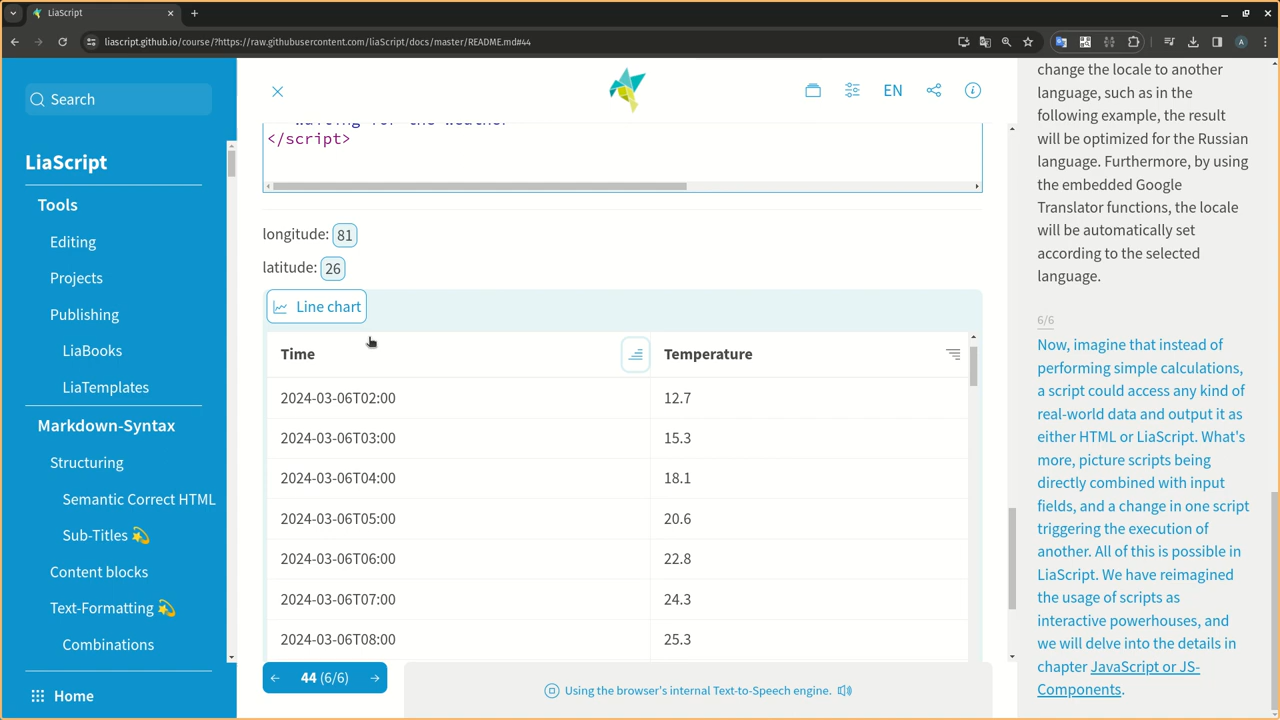 LiaScript
liascript.github.io/course/?https://raw.githubusercontent.com/liaScript/docs/master/README.md#44
A
Search
LiaScript
Tools
Editing
Projects
Publishing
LiaBooks
LiaTemplates
Markdown-Syntax
Structuring
Semantic Correct HTML
Sub-Titles 💫
Content blocks
Text-Formatting 💫
Combinations
Home
EN
waiting for the weather
</script>
longitude: 81
latitude: 26
Line chart
Time Temperature
2024-03-06T02:00 12.7
2024-03-06T03:00 15.3
2024-03-06T04:00 18.1
2024-03-06T05:00 20.6
2024-03-06T06:00 22.8
2024-03-06T07:00 24.3
2024-03-06T08:00 25.3
44 (6/6)
Using the browser's internal Text-to-Speech engine.
change the locale to another
language, such as in the
following example, the result
will be optimized for the Russian
language. Furthermore, by using
the embedded Google
Translator functions, the locale
will be automatically set
according to the selected
language.
6/6
Now, imagine that instead of
performing simple calculations,
a script could access any kind of
real-world data and output it as
either HTML or LiaScript. What's
more, picture scripts being
directly combined with input
fields, and a change in one script
triggering the execution of
another. All of this is possible in
LiaScript. We have reimagined
the usage of scripts as
interactive powerhouses, and
we will delve into the details in
chapter JavaScript or JS-
Components.